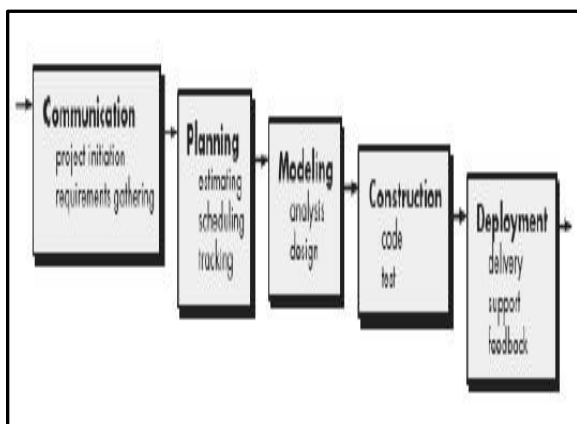 Communication
project initiation
requirements gathering
Planning
estimating
scheduling
tracking
Modeling
analysis
design
Construction
code
test
Deployment
delivery
support
feedback